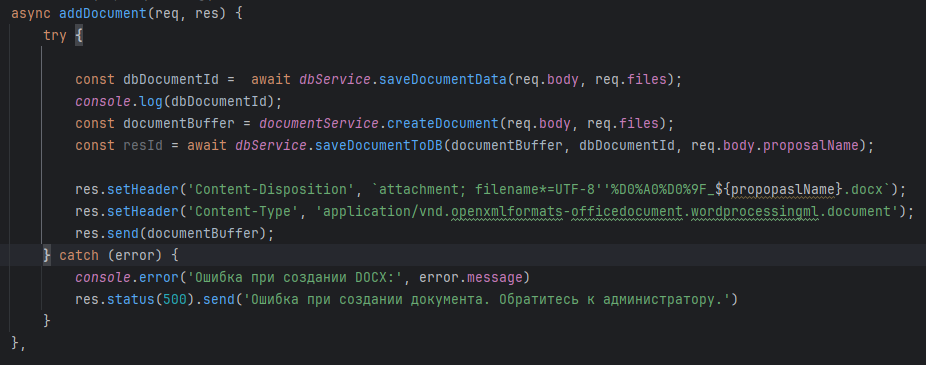 async addDocument(req, res) {
try {
const dbDocumentId =  await dbService.saveDocumentData(req.body, req.files);
console.log(dbDocumentId);
const documentBuffer = documentService.createDocument(req.body, req.files);
const resId = await dbService.saveDocumentToDB(documentBuffer, dbDocumentId, req.body.proposalName);
res.setHeader('Content-Disposition', `attachment; filename*=UTF-8''%D0%A0%D0%9F_${propopaslName}.docx`);
res.setHeader('Content-Type', 'application/vnd.openxmlformats-officedocument.wordprocessingml.document');
res.send(documentBuffer);
} catch (error) {
console.error('Ошибка при создании DOCX:', error.message)
res.status(500).send('Ошибка при создании документа. Обратитесь к администратору.')
}
},